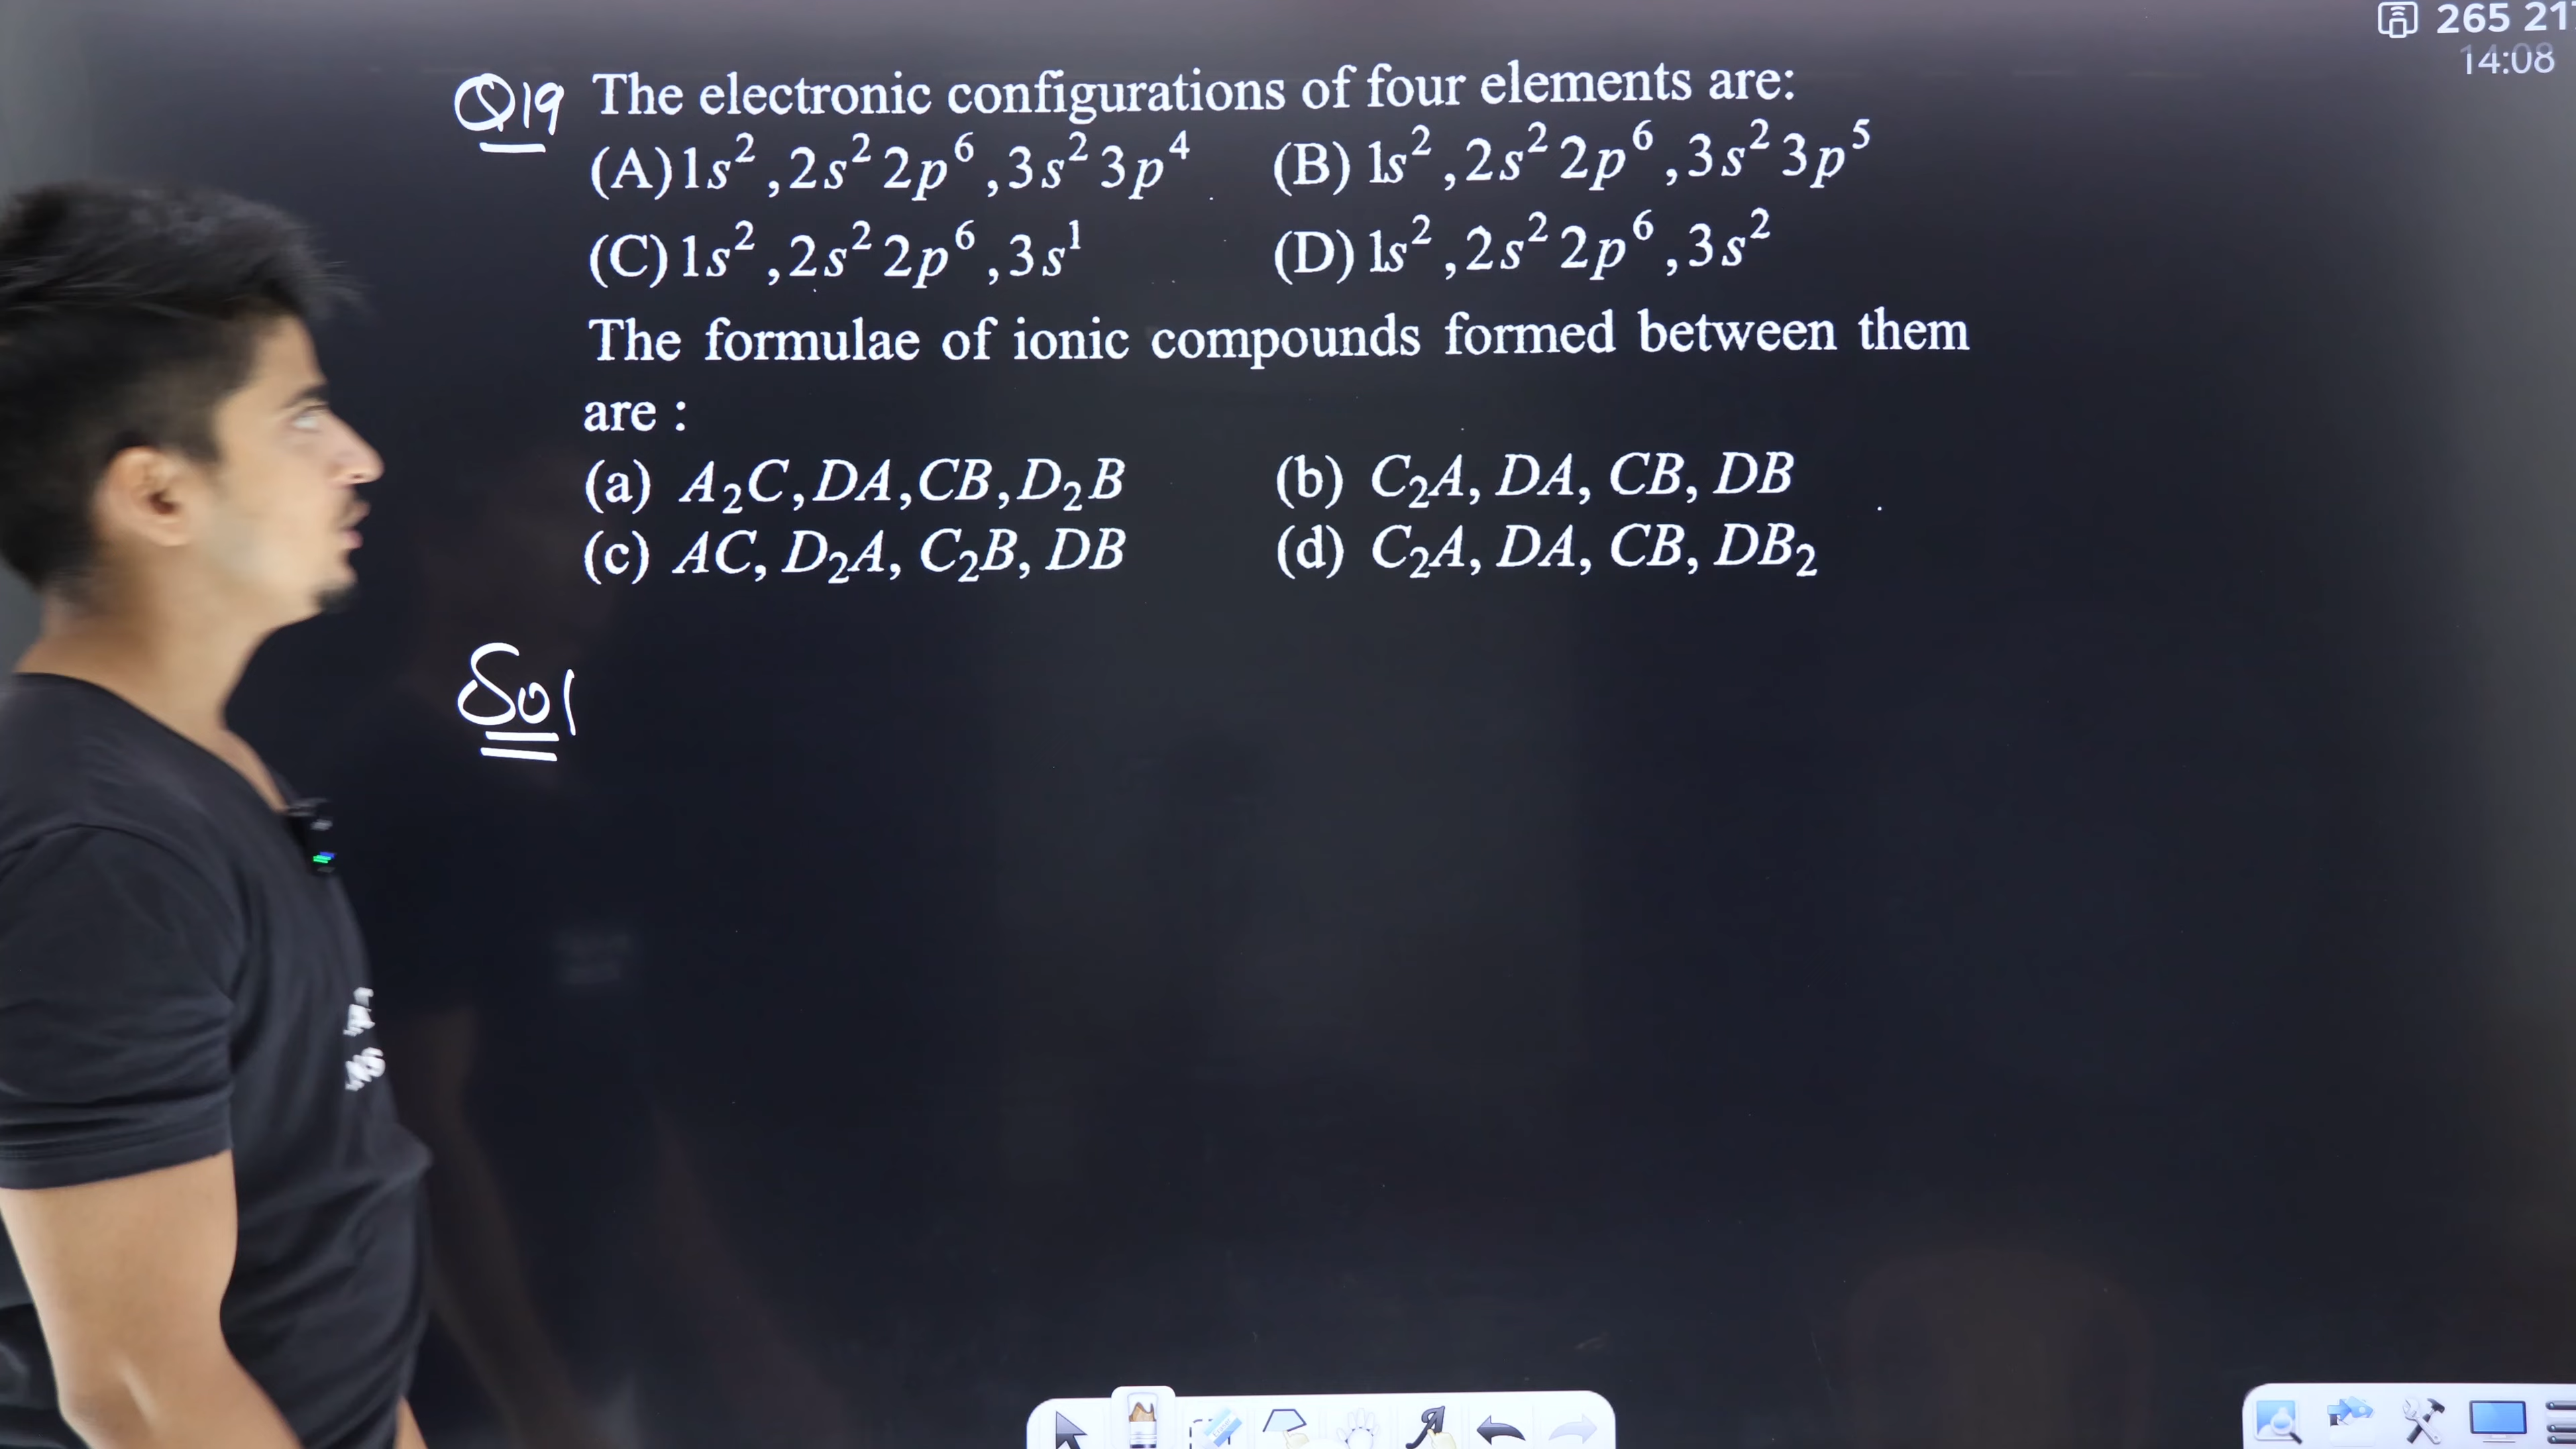 265 21
14:08
Q19 The electronic configurations of four elements are:
(A) 1s², 2s² 2p⁶, 3s² 3p⁴ (B) 1s², 2s² 2p⁶, 3s² 3p⁵
(C) 1s², 2s² 2p⁶, 3s¹ (D) 1s², 2s² 2p⁶, 3s²
The formulae of ionic compounds formed between them
are :
(a) A₂C, DA, CB, D₂B (b) C₂A, DA, CB, DB
(c) AC, D₂A, C₂B, DB (d) C₂A, DA, CB, DB₂
Sol